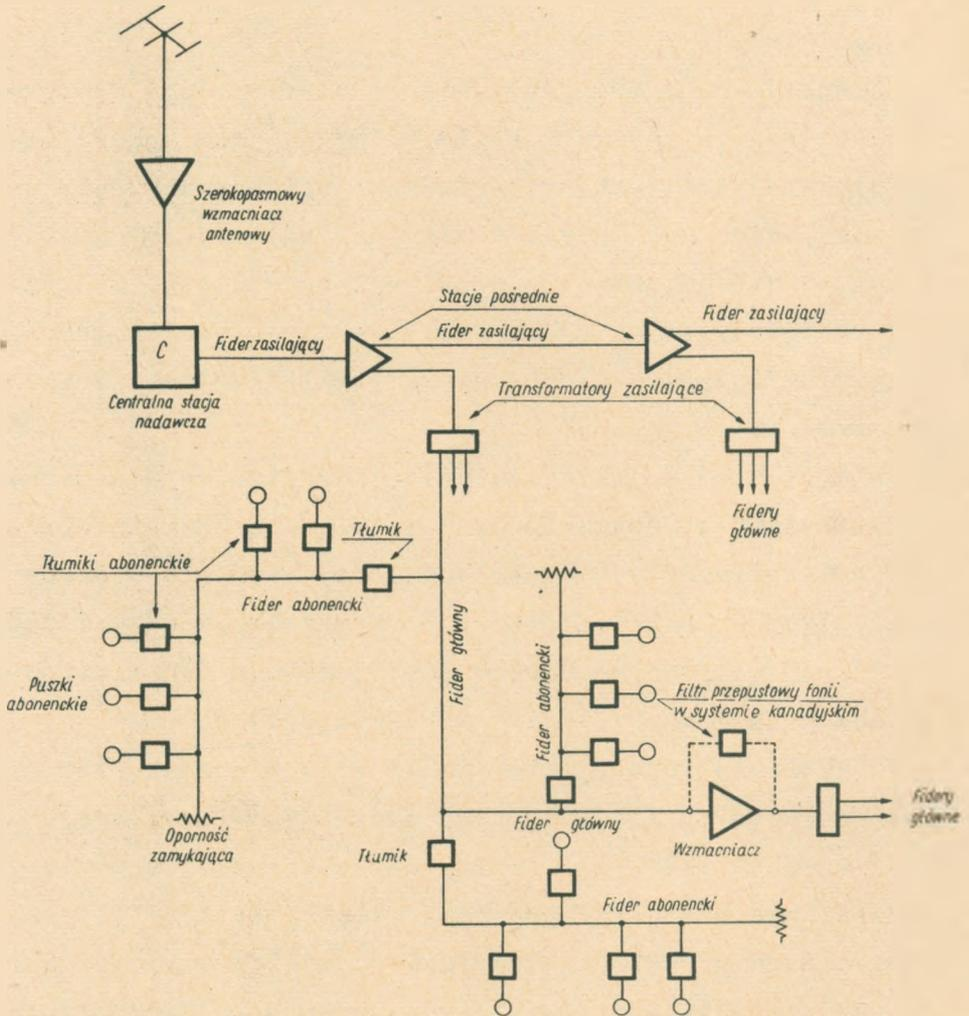 Szerokopasmowy
wzmacniacz
antenowy
Stacje pośrednie
Fider zasilający
Fider zasilający
C
Fider zasilający
Centralna stacja
nadawcza
Transformatory zasilające
Fidery
główne
Tłumik
Tłumiki abonenckie
Fider abonencki
Fider główny
Fider abonencki
Puszki
abonenckie
Filtr przepustowy fonii
w systemie kanadyjskim
Oporność
zamykająca
Fider główny
Wzmacniacz
Fidery
główne
Tłumik
Fider abonencki